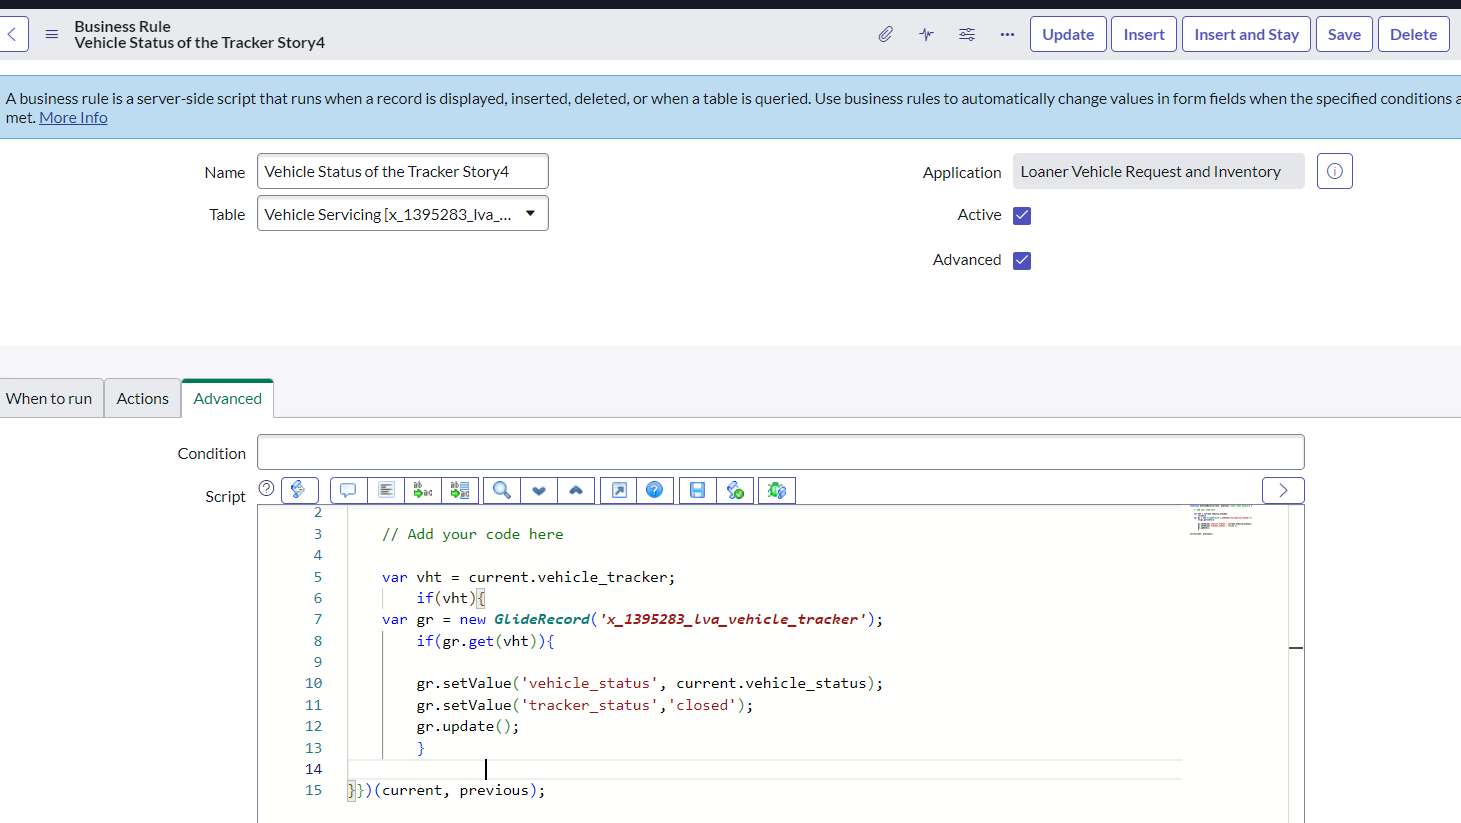 Business Rule
Vehicle Status of the Tracker Story4
Update
Insert
Insert and Stay
Save
Delete
A business rule is a server-side script that runs when a record is displayed, inserted, deleted, or when a table is queried. Use business rules to automatically change values in form fields when the specified conditions a
met. More Info
Name
Vehicle Status of the Tracker Story4
Application
Loaner Vehicle Request and Inventory
Table
Vehicle Servicing [x_1395283_lva_...
Active
Advanced
When to run
Actions
Advanced
Condition
Script
2
3 // Add your code here
4
5 var vht = current.vehicle_tracker;
6 if(vht){
7 var gr = new GlideRecord('x_1395283_lva_vehicle_tracker');
8 if(gr.get(vht)){
9
10 gr.setValue('vehicle_status', current.vehicle_status);
11 gr.setValue('tracker_status','closed');
12 gr.update();
13 }
14
15 }})(current, previous);